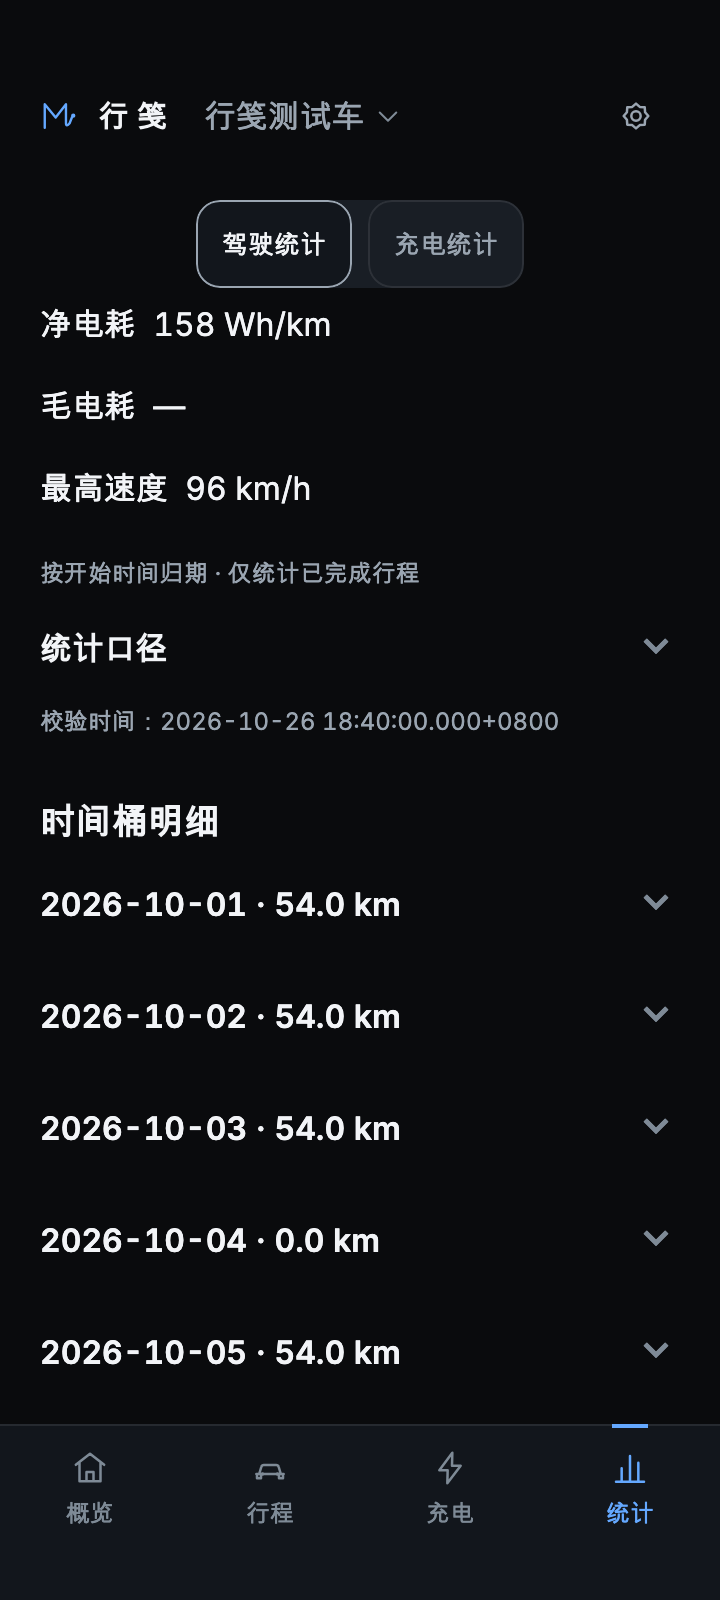 行笺 行笺测试车
驾驶统计 充电统计
净电耗 158 Wh/km
毛电耗 —
最高速度 96 km/h
按开始时间归期 · 仅统计已完成行程
统计口径
校验时间：2026-10-26 18:40:00.000+0800
时间桶明细
2026-10-01 · 54.0 km
2026-10-02 · 54.0 km
2026-10-03 · 54.0 km
2026-10-04 · 0.0 km
2026-10-05 · 54.0 km
概览 行程 充电 统计